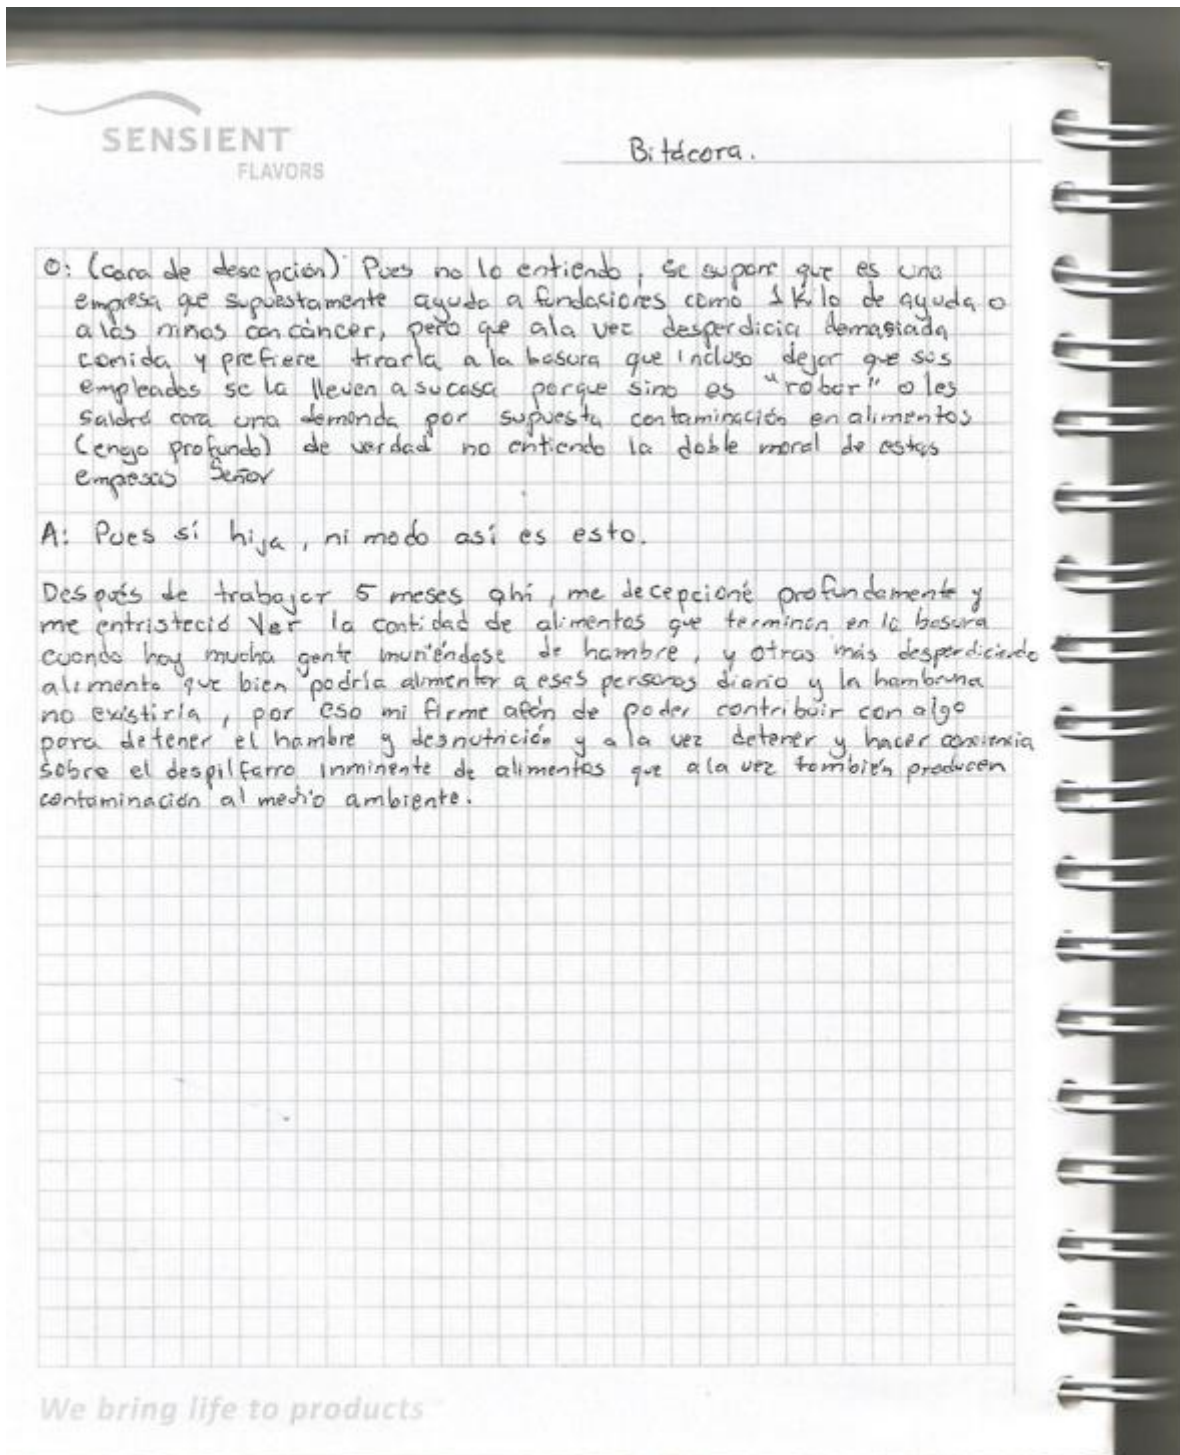 SENSIENT
FLAVORS
Bitácora.
O: (cara de descpción) Pues no lo entiendo, se supone que es una
empresa que supuestamente ayuda a fundaciones como 1 Kilo de ayuda o
a los niños con cáncer, pero que ala vez desperdicia demasiada
comida y prefiere tirarla a la basura que incluso dejar que sus
empleados se la lleven a su casa porque sino es "robar" o les
saldrá cara una demanda por supuesta contaminación en alimentos
(enojo profundo) de verdad no entiendo la doble moral de estas
empesas Señor
A: Pues sí hija, ni modo así es esto.
Después de trabajar 5 meses ahí, me decepcioné profundamente y
me entristeció ver la cantidad de alimentos que terminan en la basura
cuando hay mucha gente muriéndose de hambre, y otras más desperdiciando
alimento que bien podría alimentar a esas personas diario y la hambruna
no existiría, por eso mi firme afán de poder contribuir con algo
para detener el hambre y desnutrición y a la vez detener y hacer conciencia
sobre el despilfarro inminente de alimentos que ala vez también producen
contaminación al medio ambiente.
We bring life to products